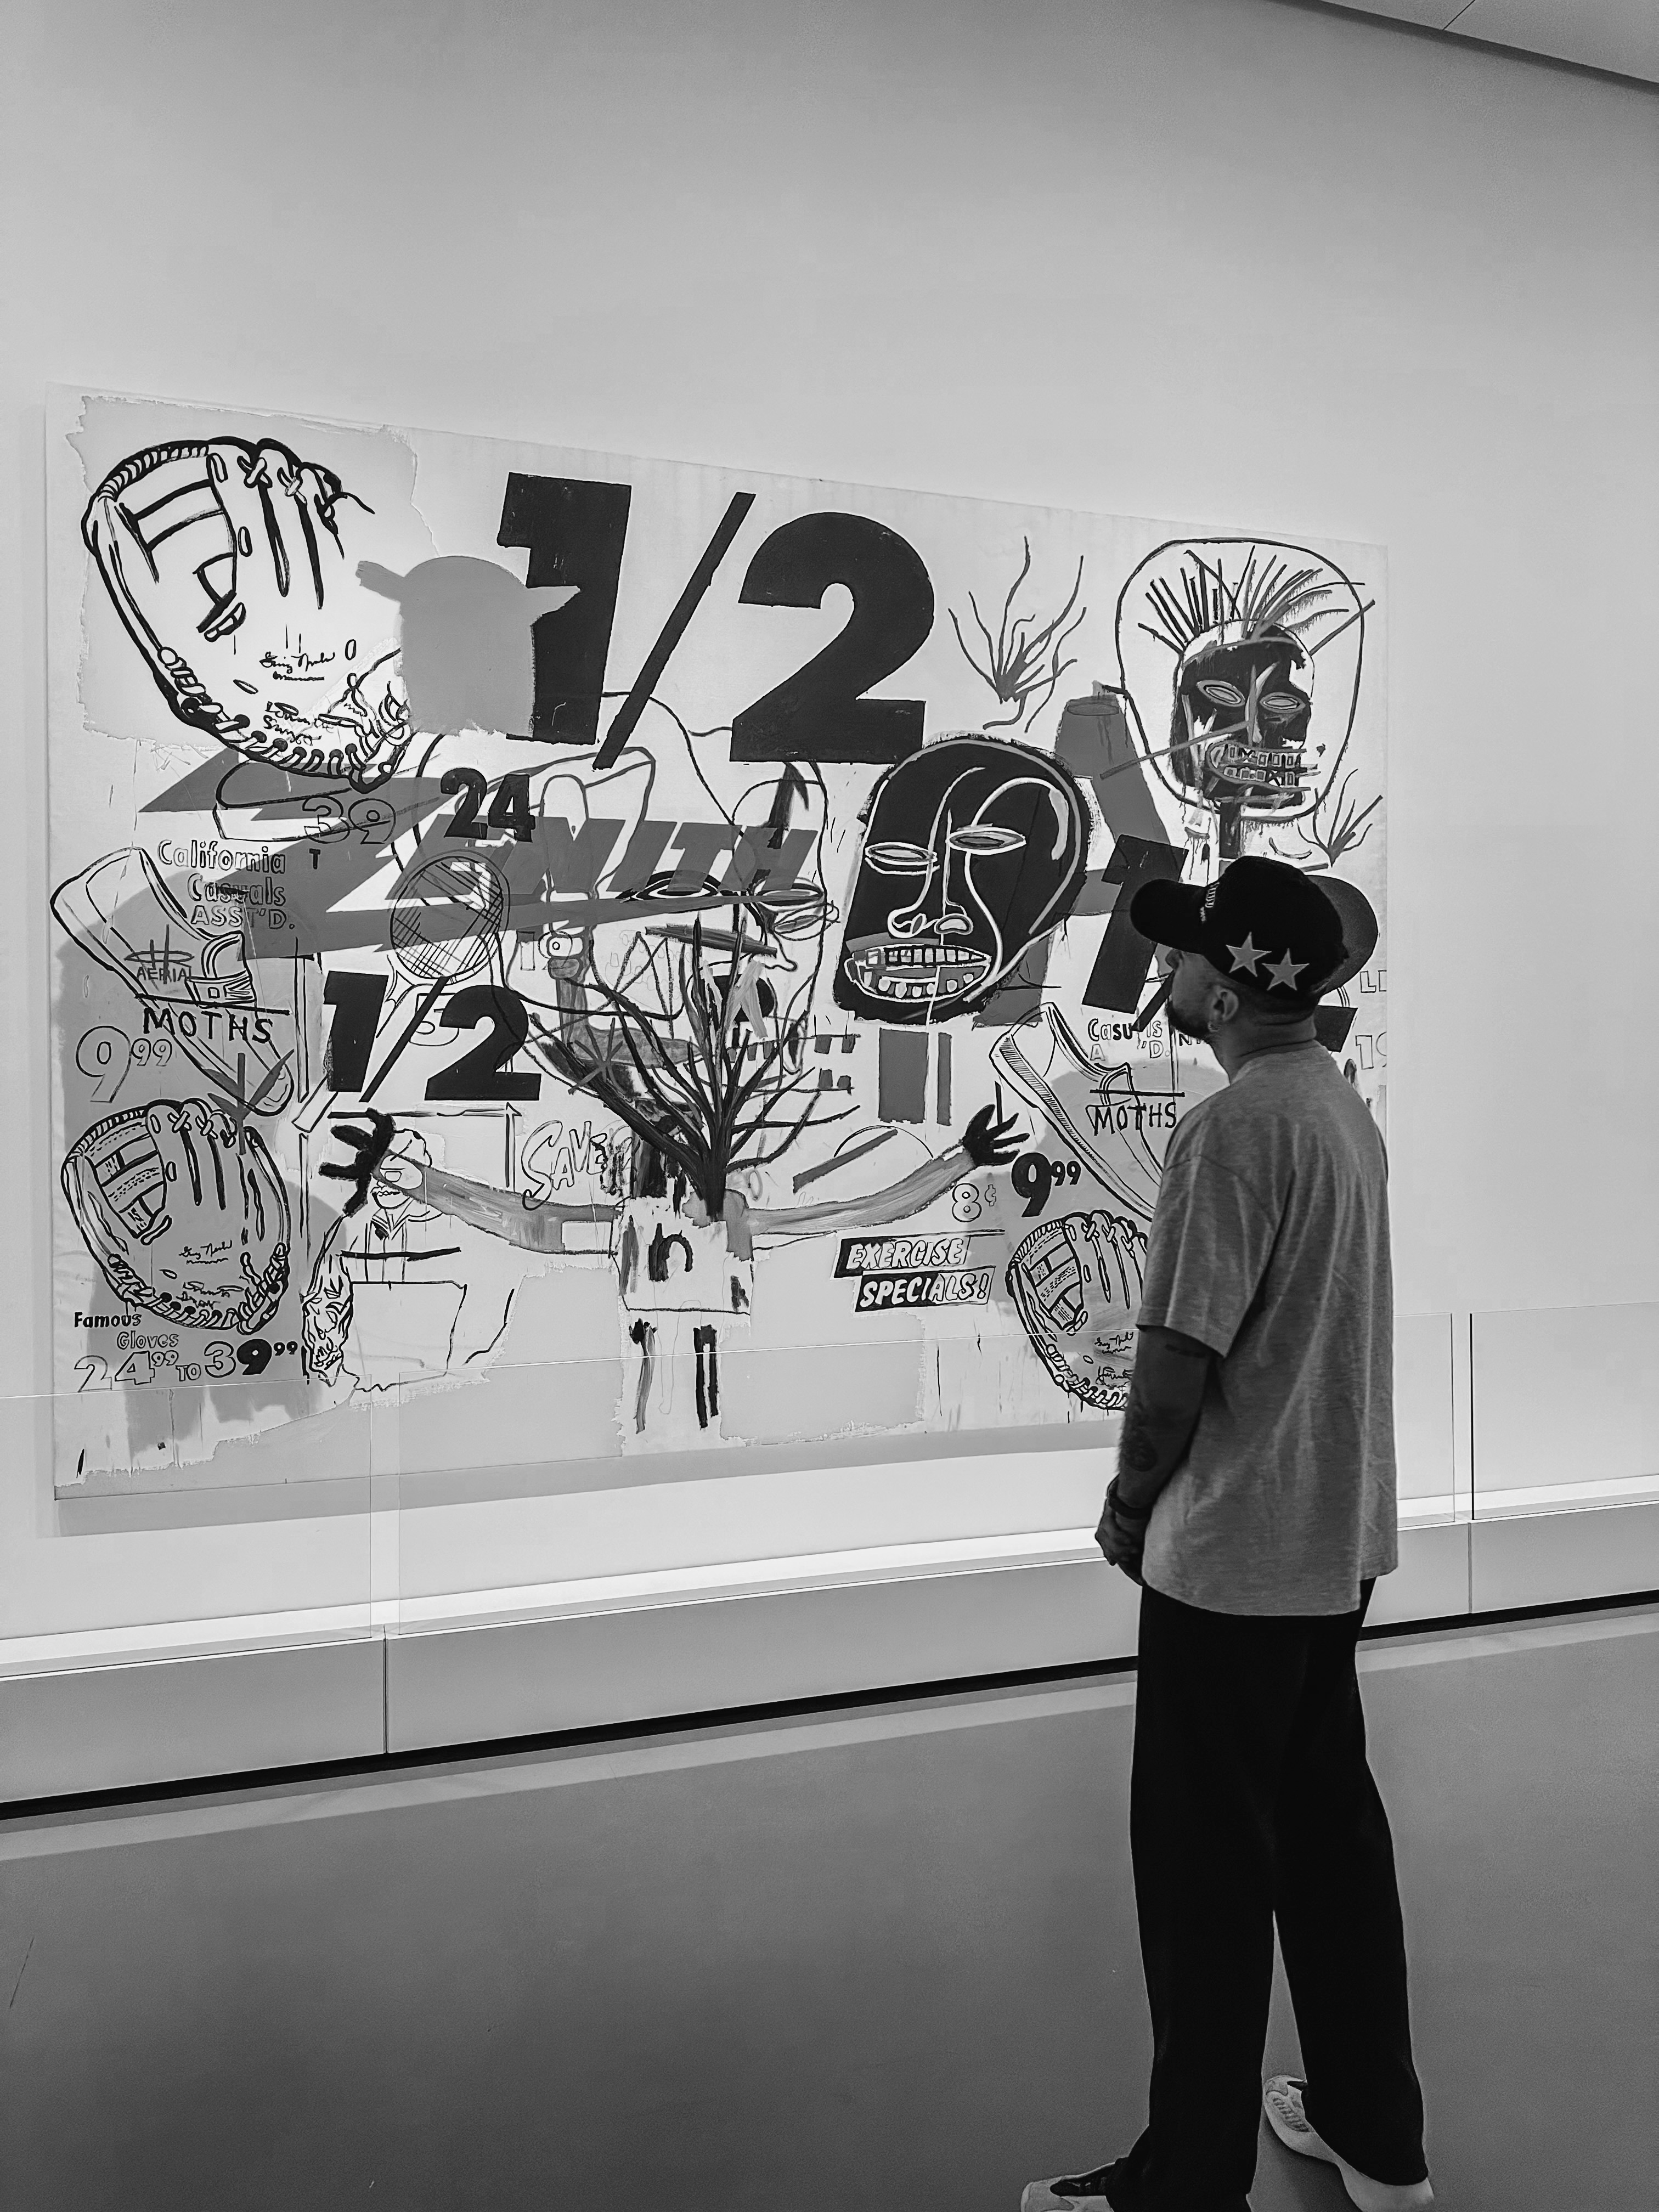 1/2
24
39
T
ZENITH
California
Casuals
ASST'D.
AERIAL
MOTHS
9 99
1/2
SAVE
Famous
Gloves
24 99 TO 39 99
8¢
9 99
EXERCISE
SPECIALS!
MOTHS